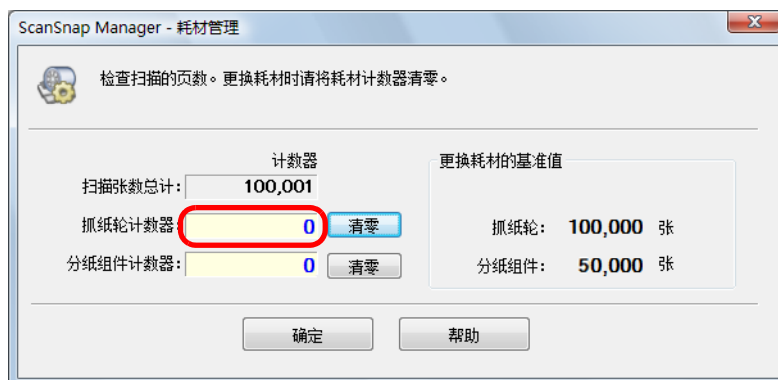 ScanSnap Manager - 耗材管理
检查扫描的页数。更换耗材时请将耗材计数器清零。
计数器
更换耗材的基准值
扫描张数总计: 100,001
抓纸轮计数器: 0 清零
抓纸轮: 100,000 张
分纸组件计数器: 0 清零
分纸组件: 50,000 张
确定 帮助